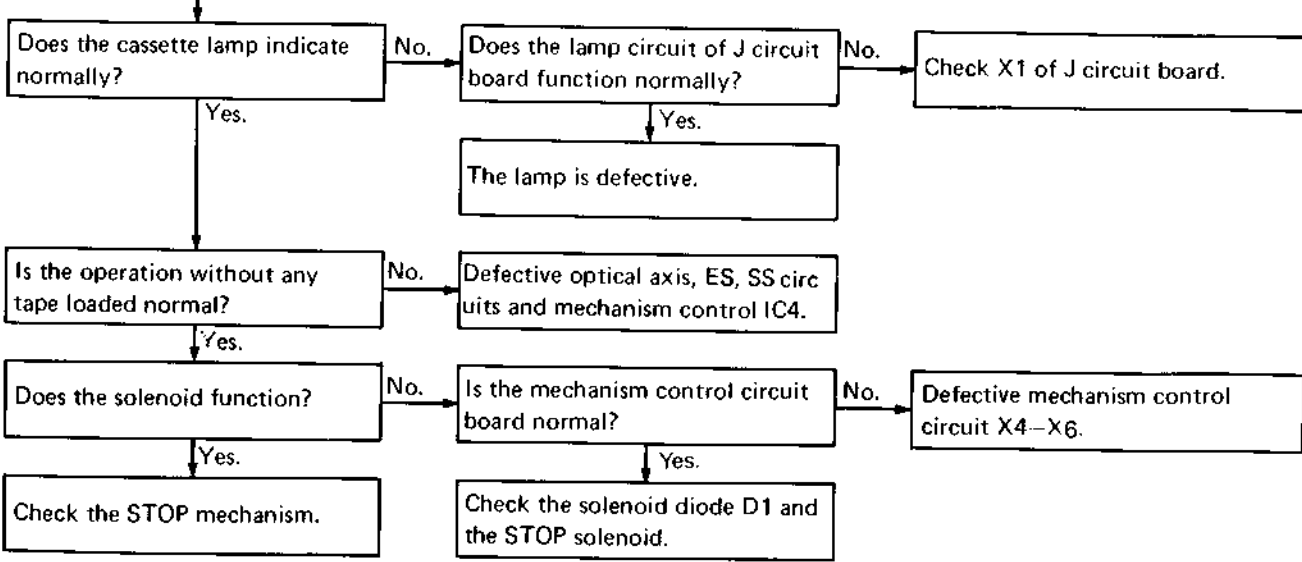 Does the cassette lamp indicate
normally?
No.
Does the lamp circuit of J circuit
board function normally?
No.
Check X1 of J circuit board.
Yes.
Yes.
The lamp is defective.
Is the operation without any
tape loaded normal?
No.
Defective optical axis, ES, SS circ
uits and mechanism control IC4.
Yes.
Does the solenoid function?
No.
Is the mechanism control circuit
board normal?
No.
Defective mechanism control
circuit X4–X6.
Yes.
Yes.
Check the STOP mechanism.
Check the solenoid diode D1 and
the STOP solenoid.